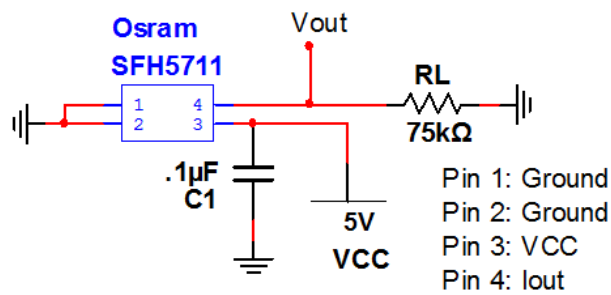 Vout
Osram
SFH5711
1 4
2 3
RL
75kΩ
.1µF
C1
5V
VCC
Pin 1: Ground
Pin 2: Ground
Pin 3: VCC
Pin 4: Iout